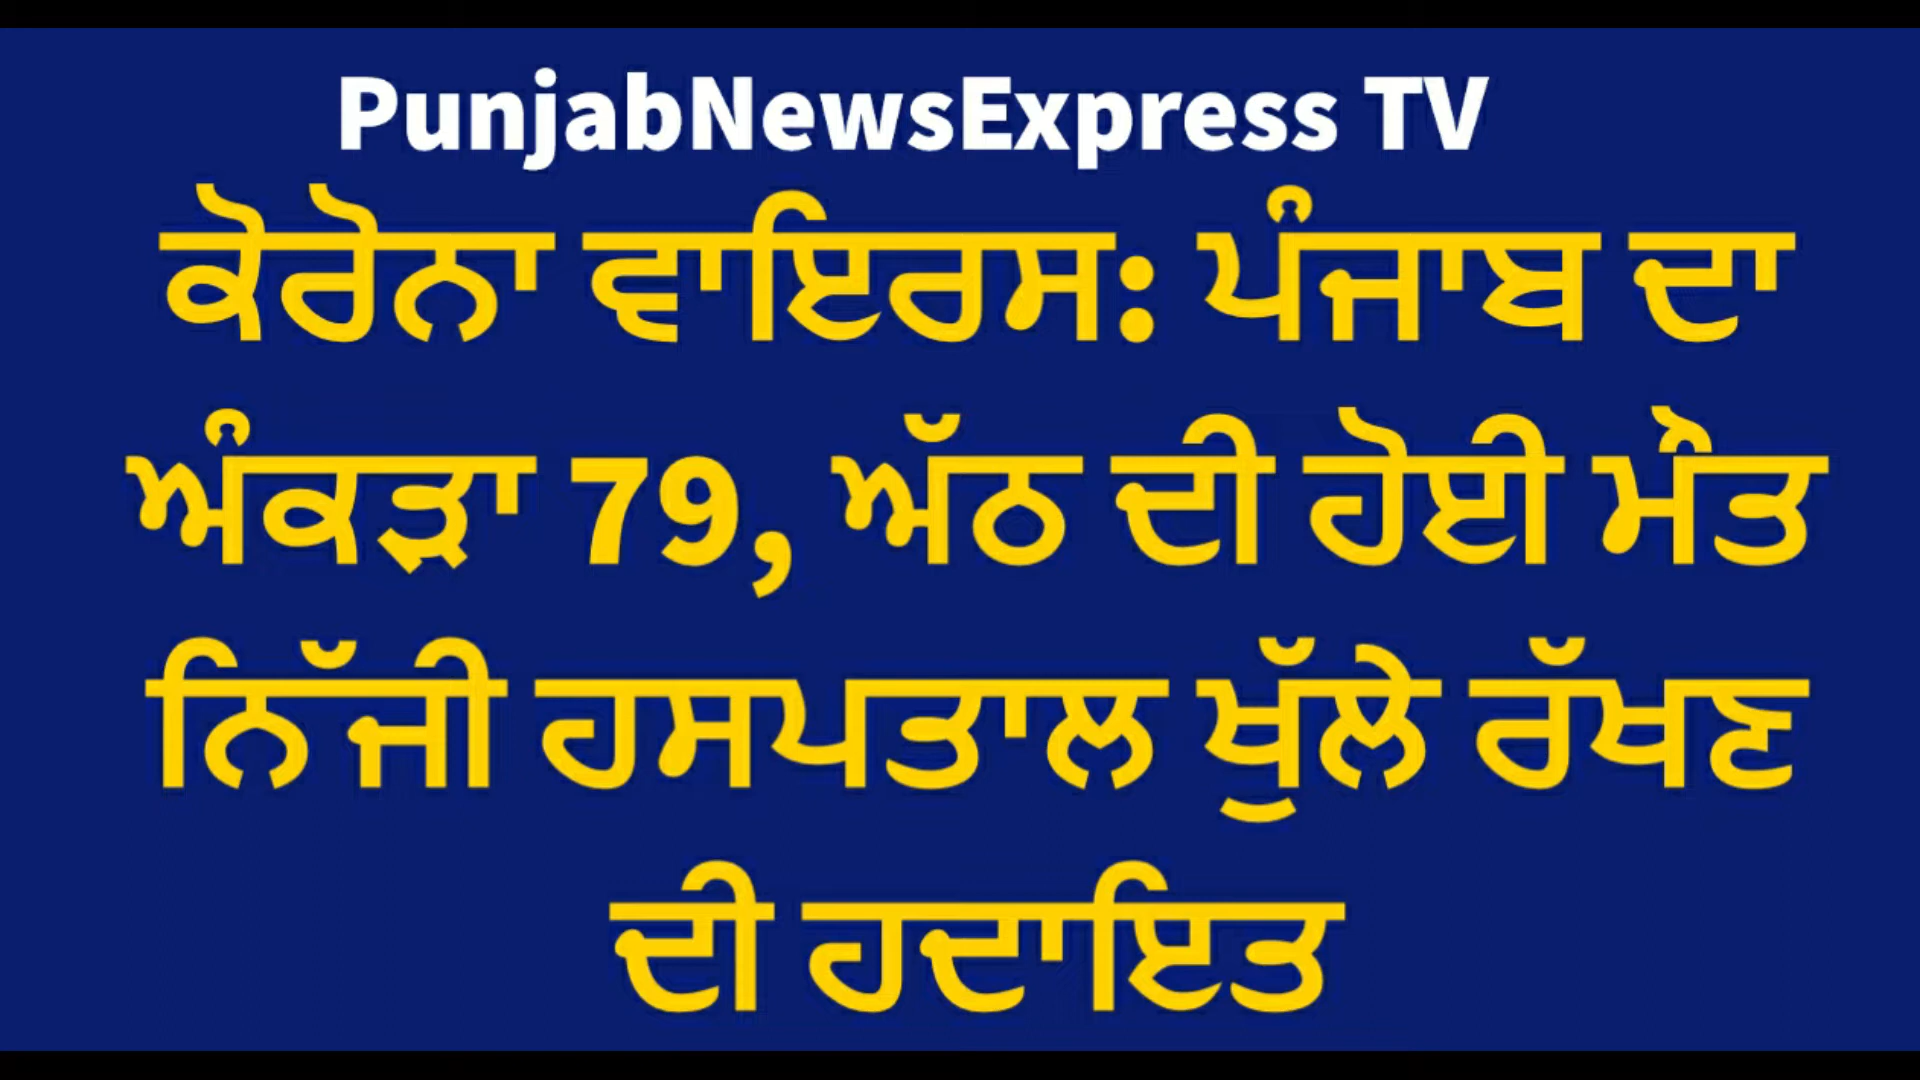 PunjabNewsExpress TV
ਕੋਰੋਨਾ ਵਾਇਰਸ: ਪੰਜਾਬ ਦਾ
ਅੰਕੜਾ 79, ਅੱਠ ਦੀ ਹੋਈ ਮੌਤ
ਨਿੱਜੀ ਹਸਪਤਾਲ ਖੁੱਲੇ ਰੱਖਣ
ਦੀ ਹਦਾਇਤ